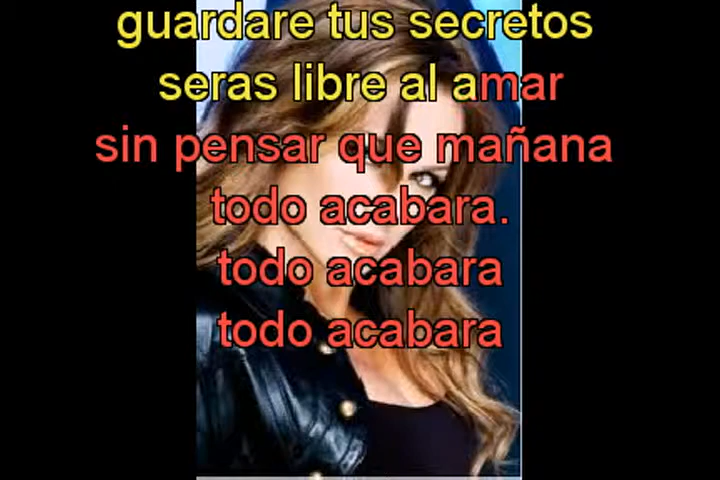 guardare tus secretos
seras libre al amar
sin pensar que mañana
todo acabara.
todo acabara
todo acabara